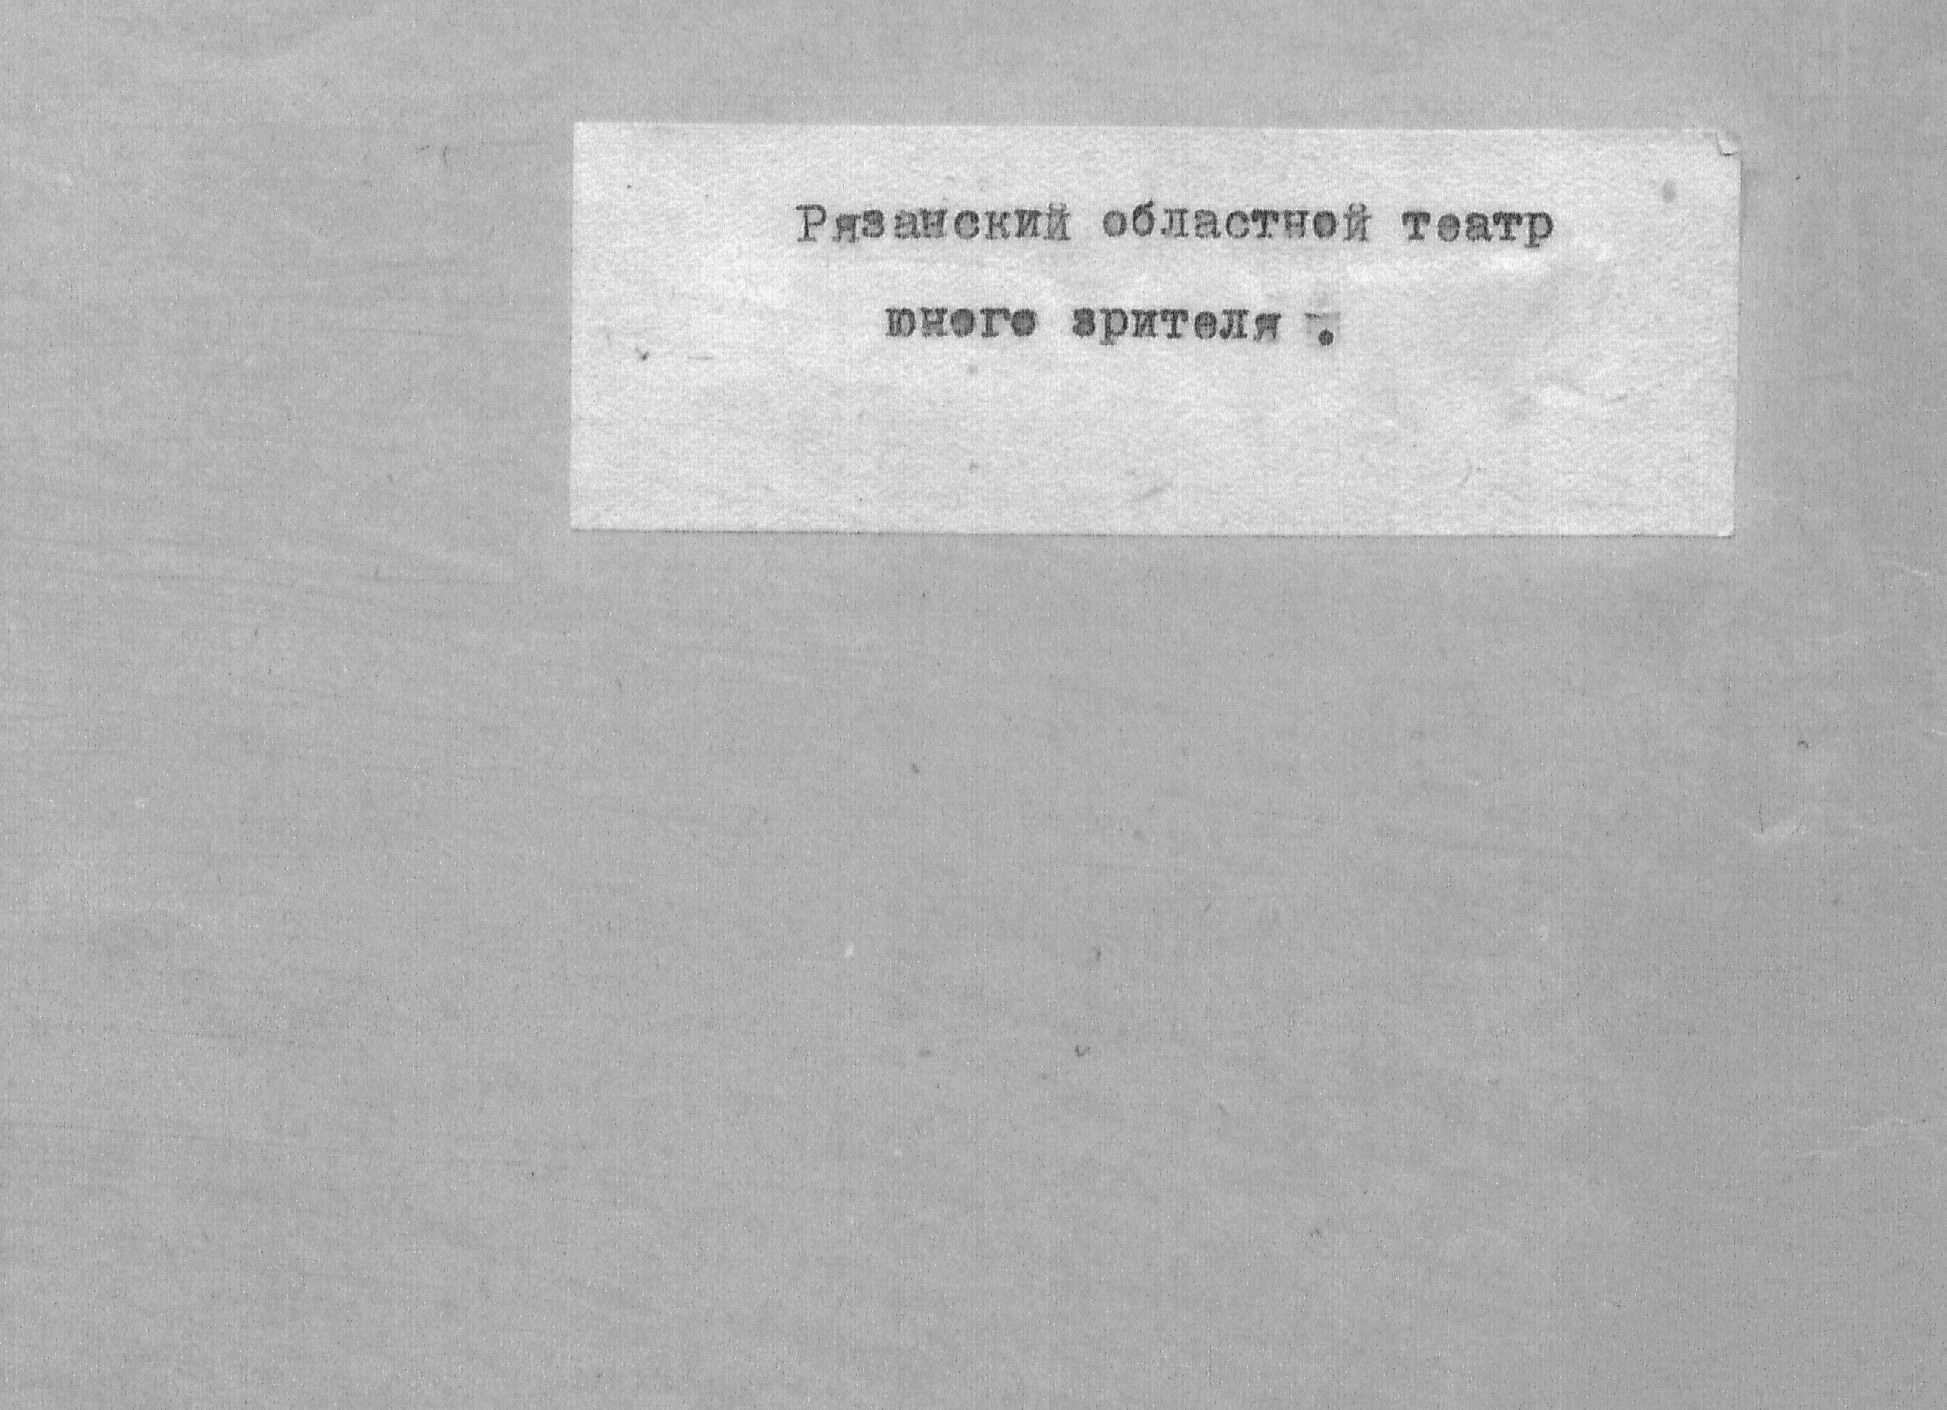 Рязанский областной театр
юного зрителя .